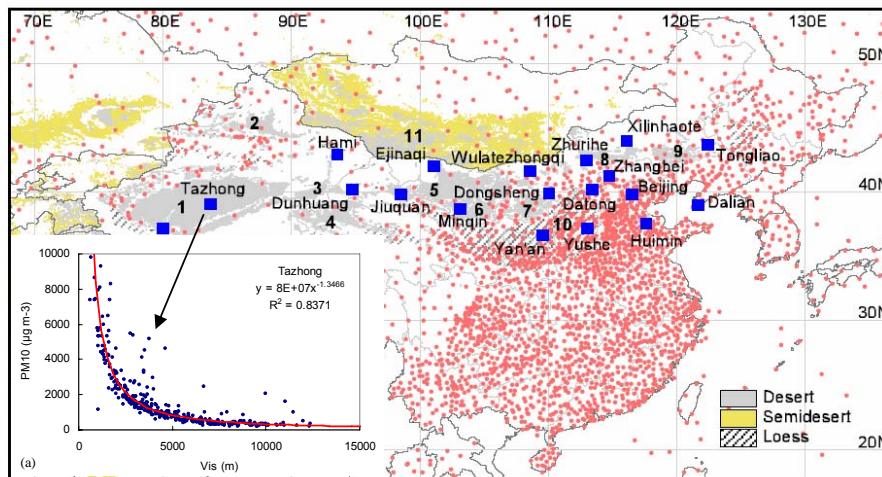 70E 80E 90E 100E 110E 120E 130E
50N
40N
30N
20N
2
11
Hami
Ejinaqi
Wulatezhongqi
Zhurihe
Xilinhaote
8
9
Zhangbei
Tongliao
Beijing
Tazhong
1
3
Dunhuang
4
Jiuquan
5
Minqin
6
Dongsheng
7
Datong
Dalian
10
Yan'an
Yushe
Huimin
Tazhong
y = 8E+07x-1.3466
R2 = 0.8371
PM10 (µg m-3)
10000
8000
6000
4000
2000
0
0 5000 10000 15000
Vis (m)
(a)
Desert
Semidesert
Loess